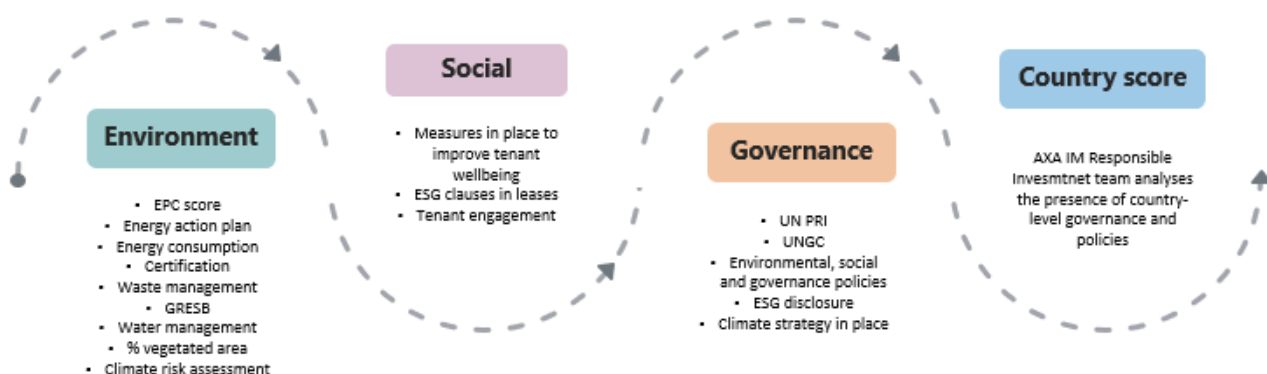 Environment
▪ EPC score
▪ Energy action plan
▪ Energy consumption
▪ Certification
▪ Waste management
▪ GRESB
▪ Water management
▪ % vegetated area
▪ Climate risk assessment
Social
▪ Measures in place to
improve tenant
wellbeing
▪ ESG clauses in leases
▪ Tenant engagement
Governance
▪ UN PRI
▪ UNGC
▪ Environmental, social
and governance policies
▪ ESG disclosure
▪ Climate strategy in place
Country score
AXA IM Responsible
Invesmtnet team analyses
the presence of country-
level governance and
policies